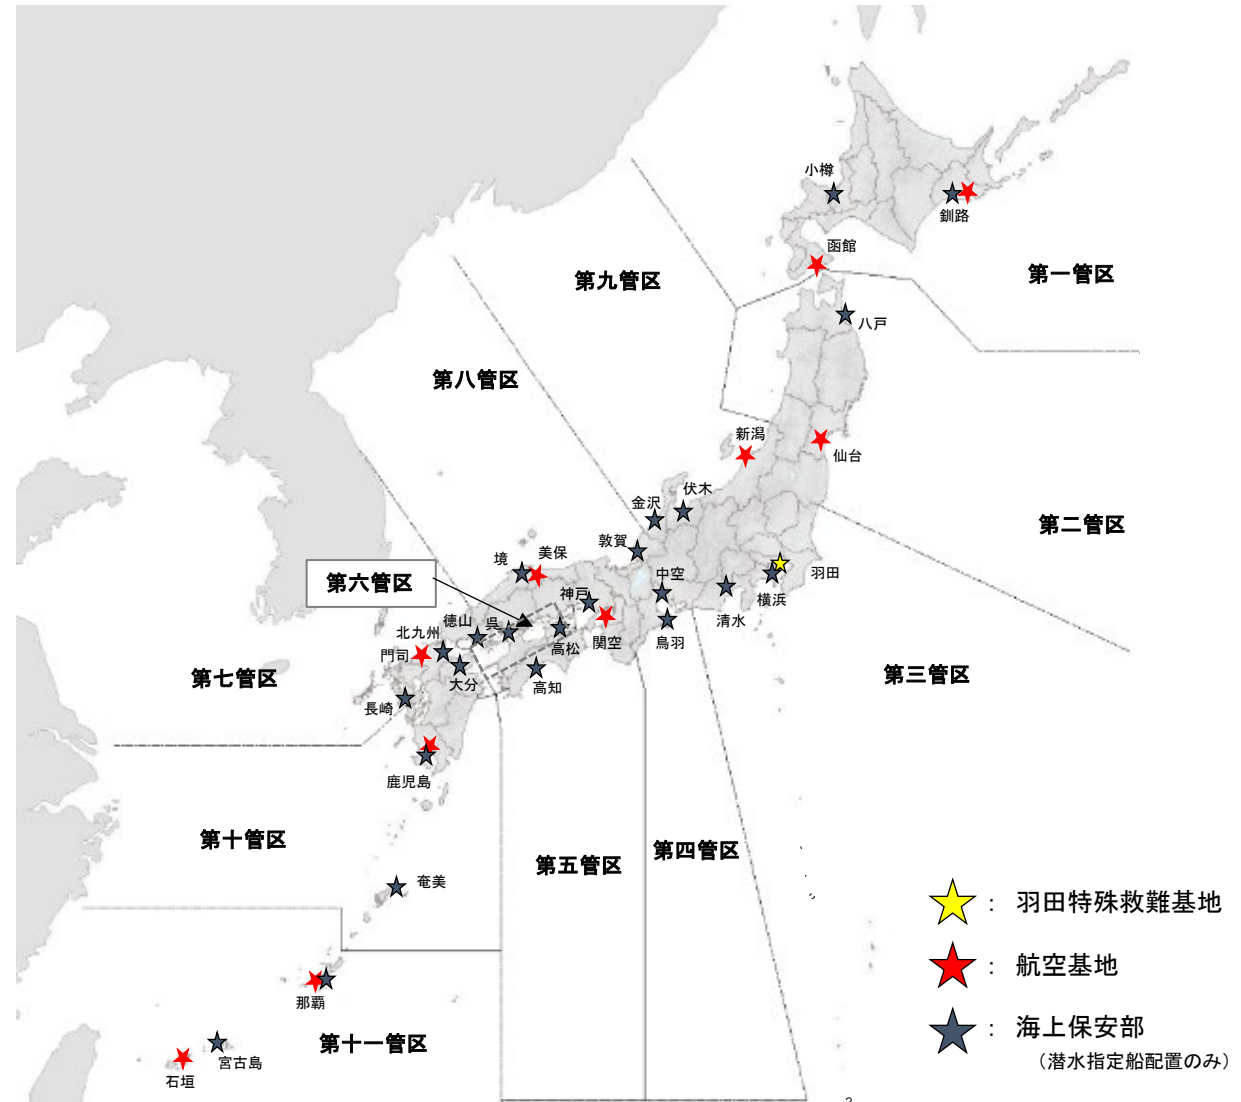 小樽
釧路
函館
第一管区
第九管区
八戸
第八管区
新潟
仙台
伏木
金沢
第二管区
敦賀
美保
境
中空
羽田
第六管区
神戸
横浜
徳山
呉
清水
北九州
高松
関空
鳥羽
門司
大分
高知
第七管区
第三管区
長崎
鹿児島
第十管区
第四管区
第五管区
奄美
那覇
第十一管区
宮古島
石垣
： 羽田特殊救難基地
： 航空基地
： 海上保安部
（潜水指定船配置のみ）